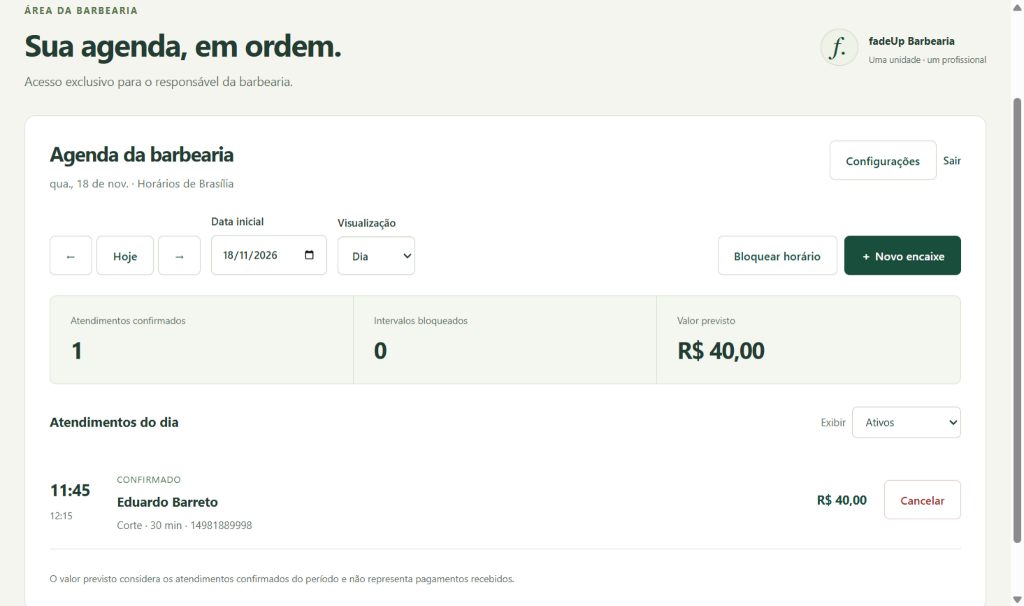 ÁREA DA BARBEARIA
Sua agenda, em ordem.
Acesso exclusivo para o responsável da barbearia.
f.
fadeUp Barbearia
Uma unidade · um profissional
Agenda da barbearia
qua., 18 de nov. · Horários de Brasília
Configurações
Sair
Data inicial
Visualização
←
Hoje
→
18/11/2026
Dia
Bloquear horário
+ Novo encaixe
Atendimentos confirmados
1
Intervalos bloqueados
0
Valor previsto
R$ 40,00
Atendimentos do dia
Exibir
Ativos
11:45
12:15
CONFIRMADO
Eduardo Barreto
Corte · 30 min · 14981889998
R$ 40,00
Cancelar
O valor previsto considera os atendimentos confirmados do período e não representa pagamentos recebidos.